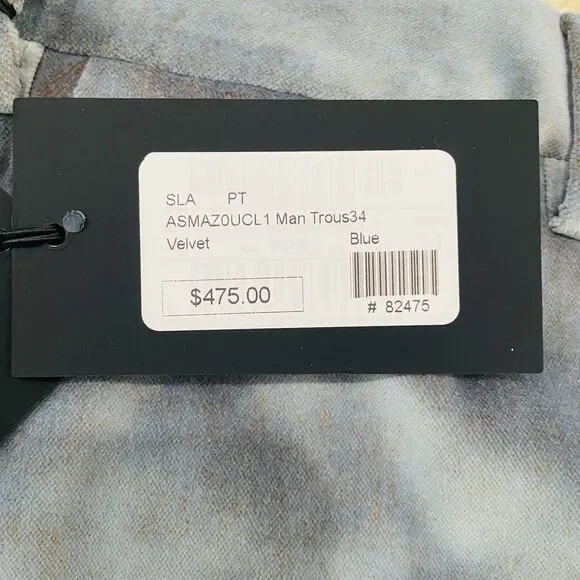 SLA PT
ASMAZ0UCL1 Man Trous34
Velvet Blue
$475.00
# 82475